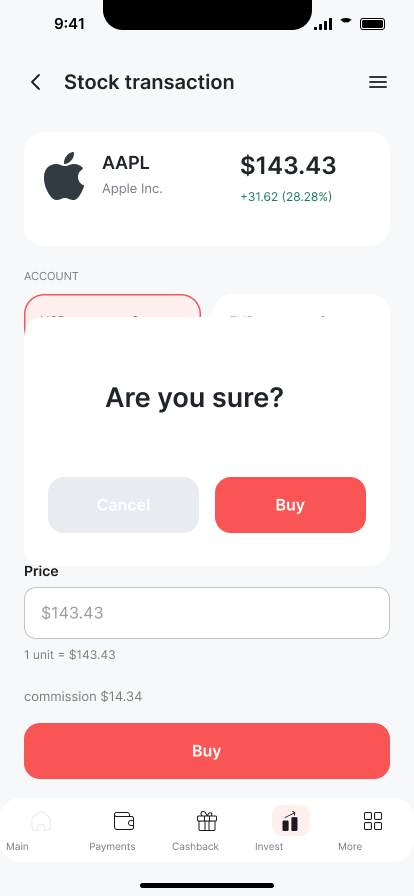 9:41
Stock transaction
AAPL
$143.43
Apple Inc.
+31.62 (28.28%)
ACCOUNT
Are you sure?
Cancel
Buy
Price
$143.43
1 unit = $143.43
commission $14.34
Buy
Main
Payments
Cashback
Invest
More